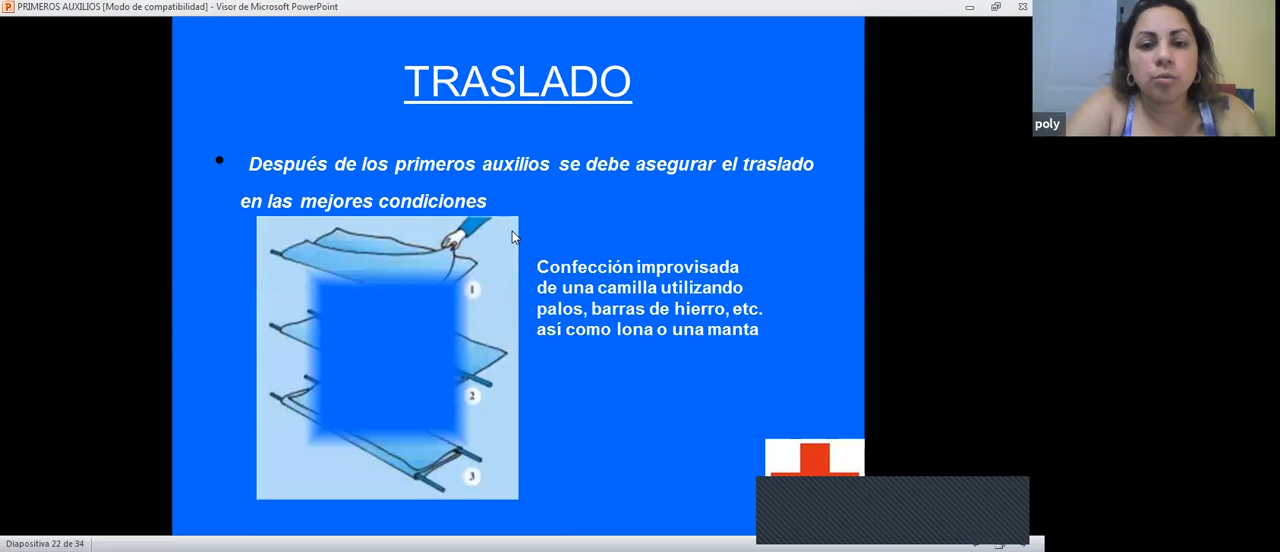 PRIMEROS AUXILIOS [Modo de compatibilidad] - Visor de Microsoft PowerPoint
poly
TRASLADO
• Después de los primeros auxilios se debe asegurar el traslado
en las mejores condiciones
Confección improvisada
de una camilla utilizando
palos, barras de hierro, etc.
así como lona o una manta
1
2
3
Diapositiva 22 de 34